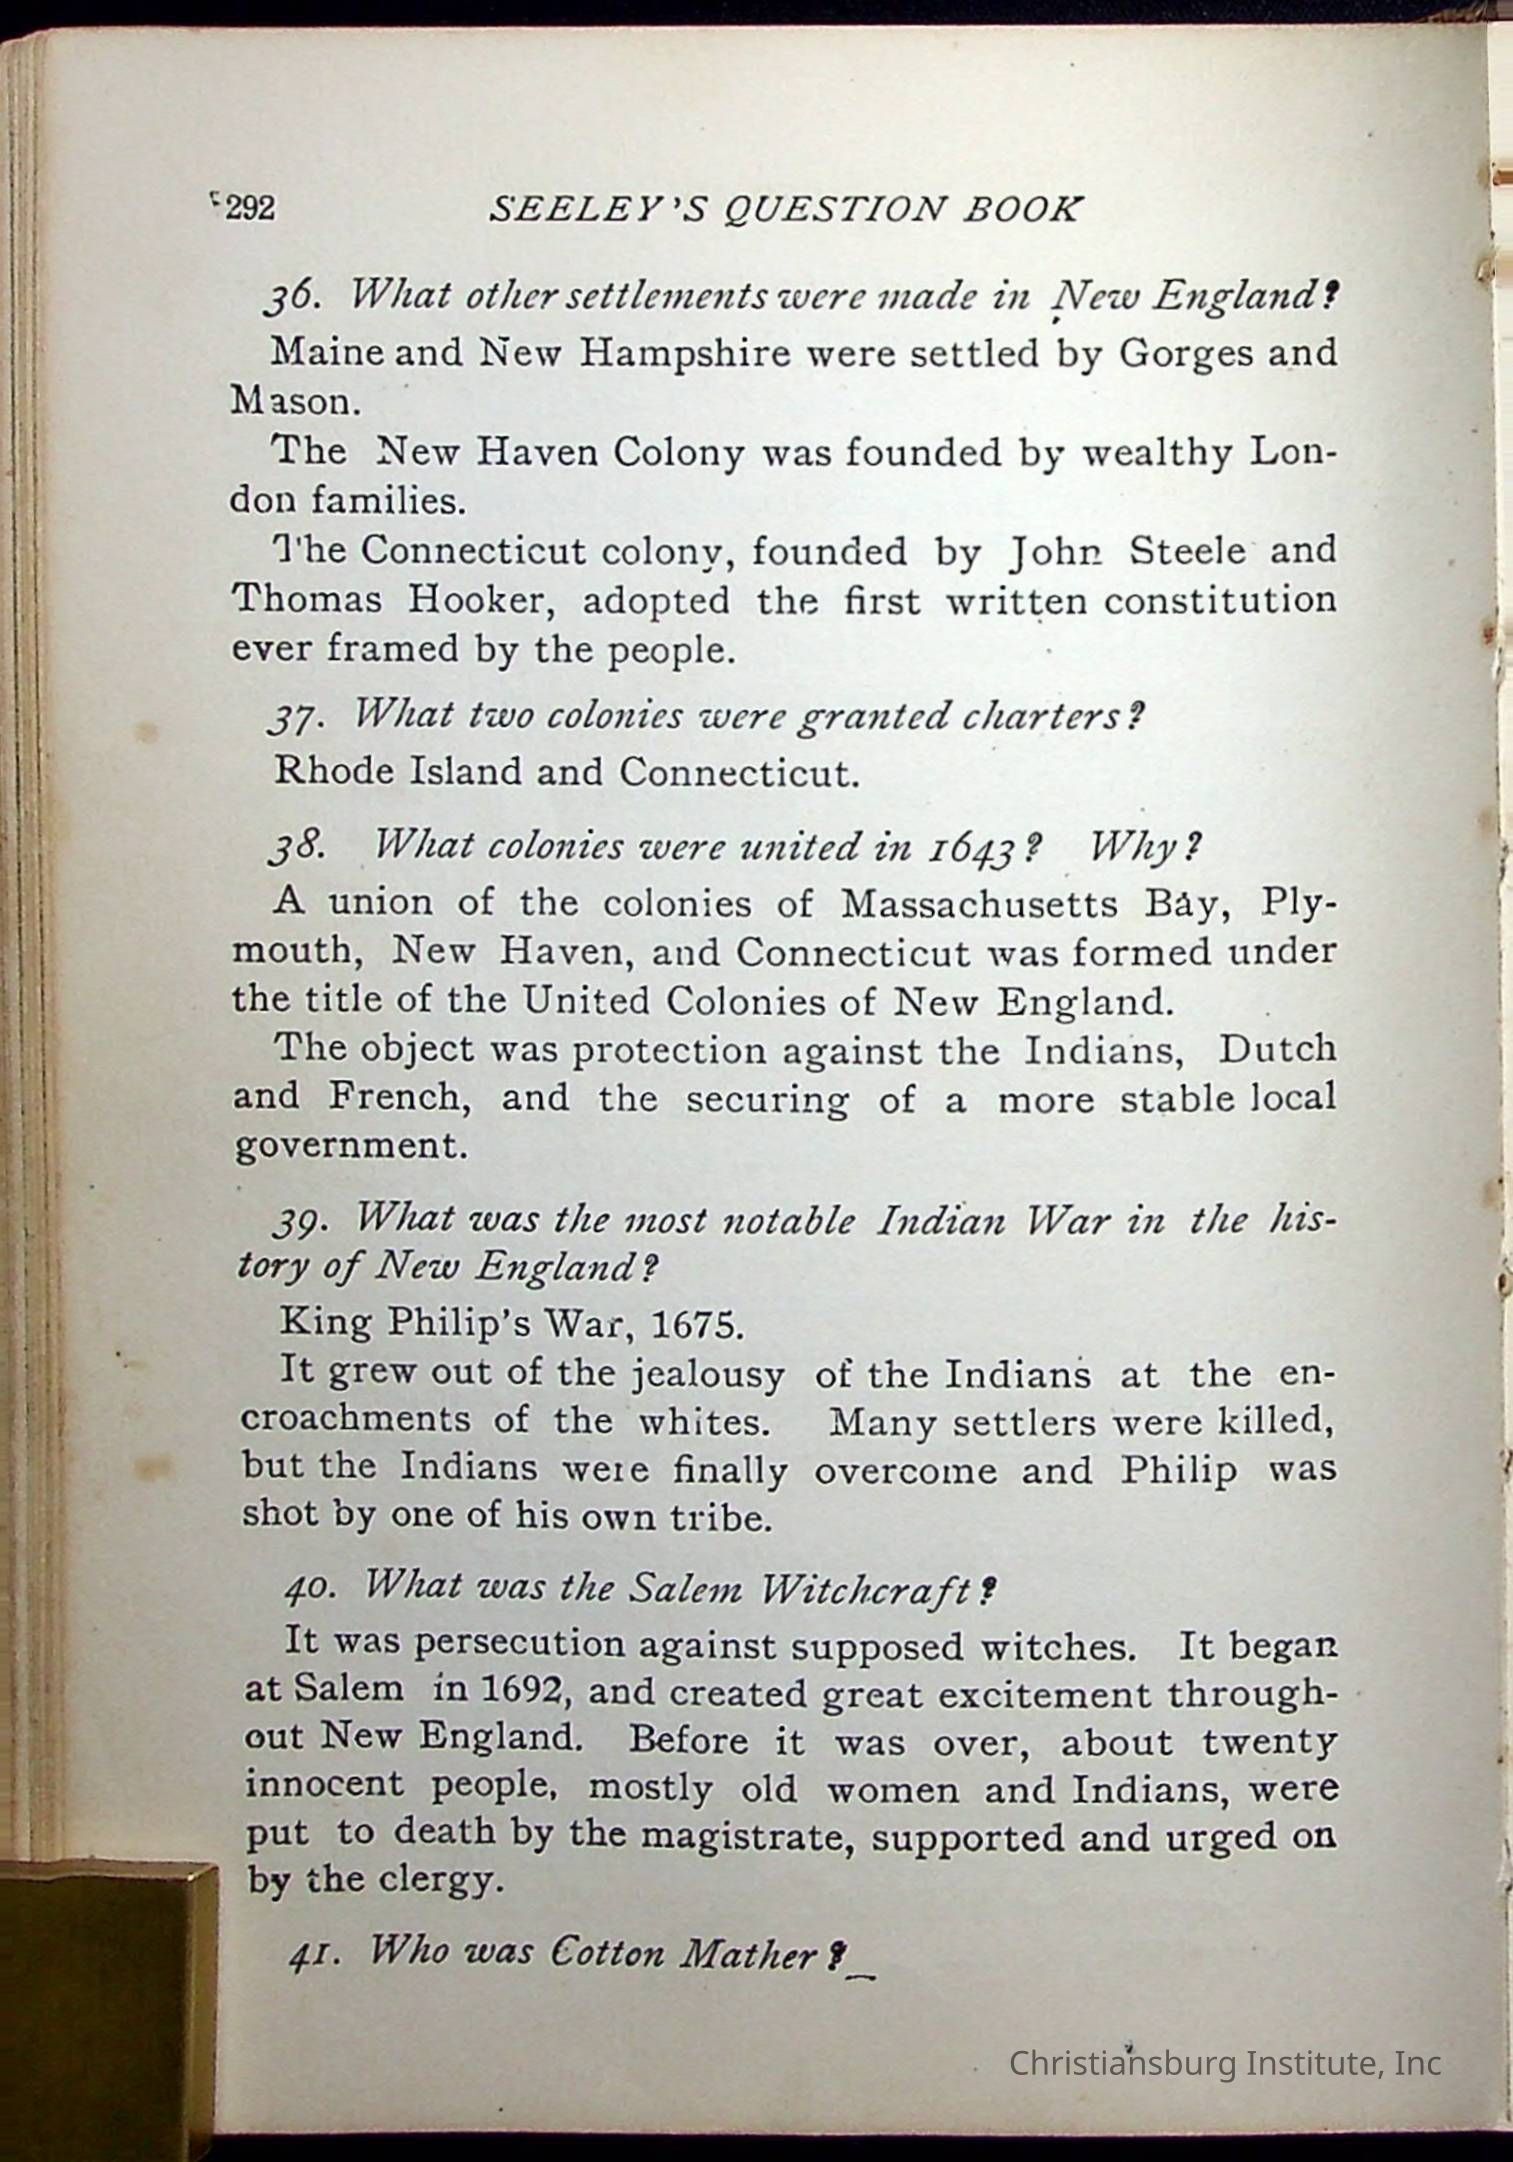 292 SEELEY'S QUESTION BOOK
36. What other settlements were made in New England?
Maine and New Hampshire were settled by Gorges and
Mason.
The New Haven Colony was founded by wealthy Lon-
don families.
The Connecticut colony, founded by John Steele and
Thomas Hooker, adopted the first written constitution
ever framed by the people.
37. What two colonies were granted charters?
Rhode Island and Connecticut.
38. What colonies were united in 1643? Why?
A union of the colonies of Massachusetts Bay, Ply-
mouth, New Haven, and Connecticut was formed under
the title of the United Colonies of New England.
The object was protection against the Indians, Dutch
and French, and the securing of a more stable local
government.
39. What was the most notable Indian War in the his-
tory of New England?
King Philip's War, 1675.
It grew out of the jealousy of the Indians at the en-
croachments of the whites. Many settlers were killed,
but the Indians were finally overcome and Philip was
shot by one of his own tribe.
40. What was the Salem Witchcraft?
It was persecution against supposed witches. It began
at Salem in 1692, and created great excitement through-
out New England. Before it was over, about twenty
innocent people, mostly old women and Indians, were
put to death by the magistrate, supported and urged on
by the clergy.
41. Who was Cotton Mather?
Christiansburg Institute, Inc